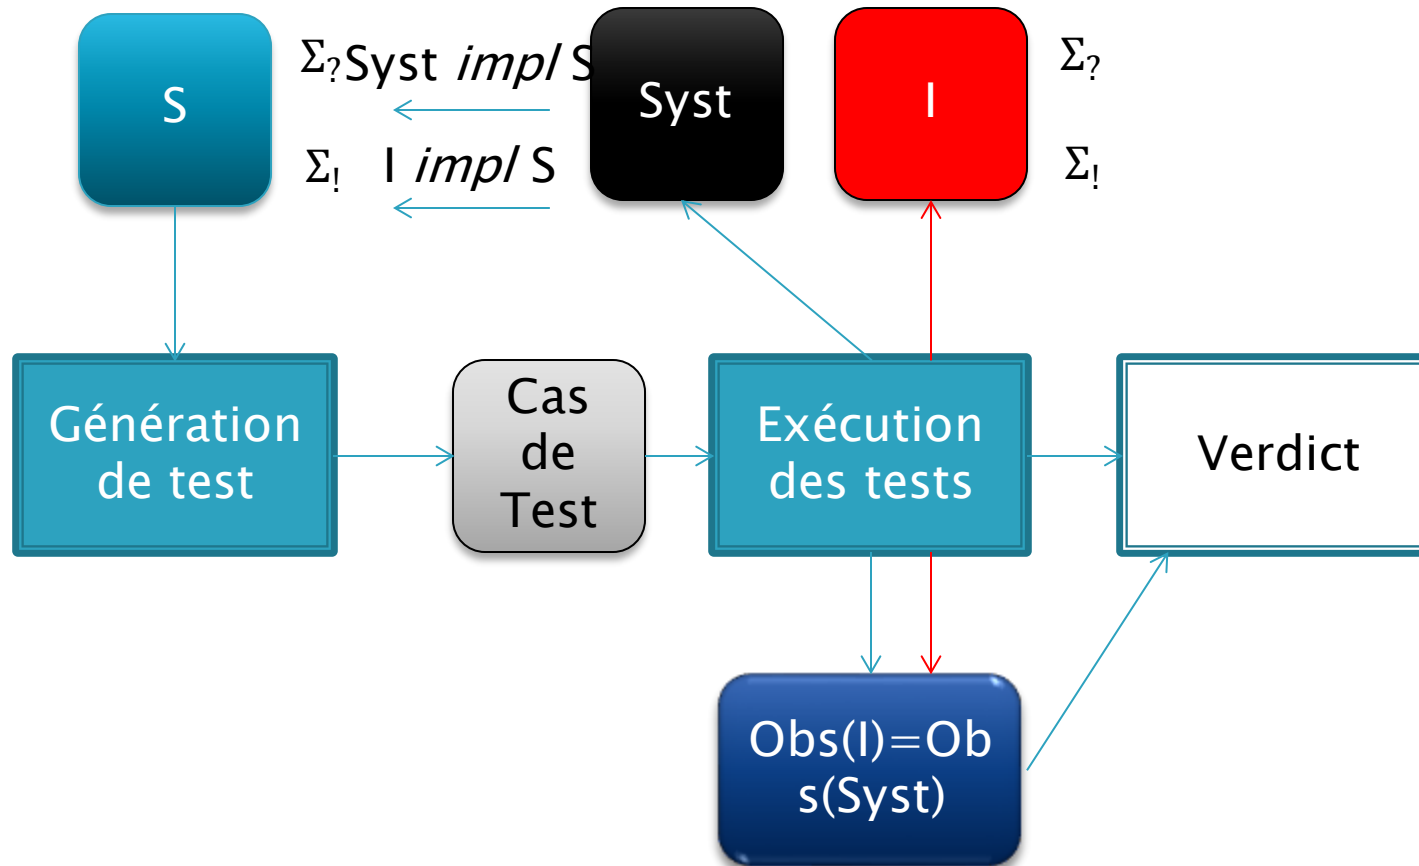 S
Σ?
Syst impl S
Syst
I
Σ?
Σ!
I impl S
Σ!
Génération
de test
Cas
de
Test
Exécution
des tests
Verdict
Obs(I)=Ob
s(Syst)